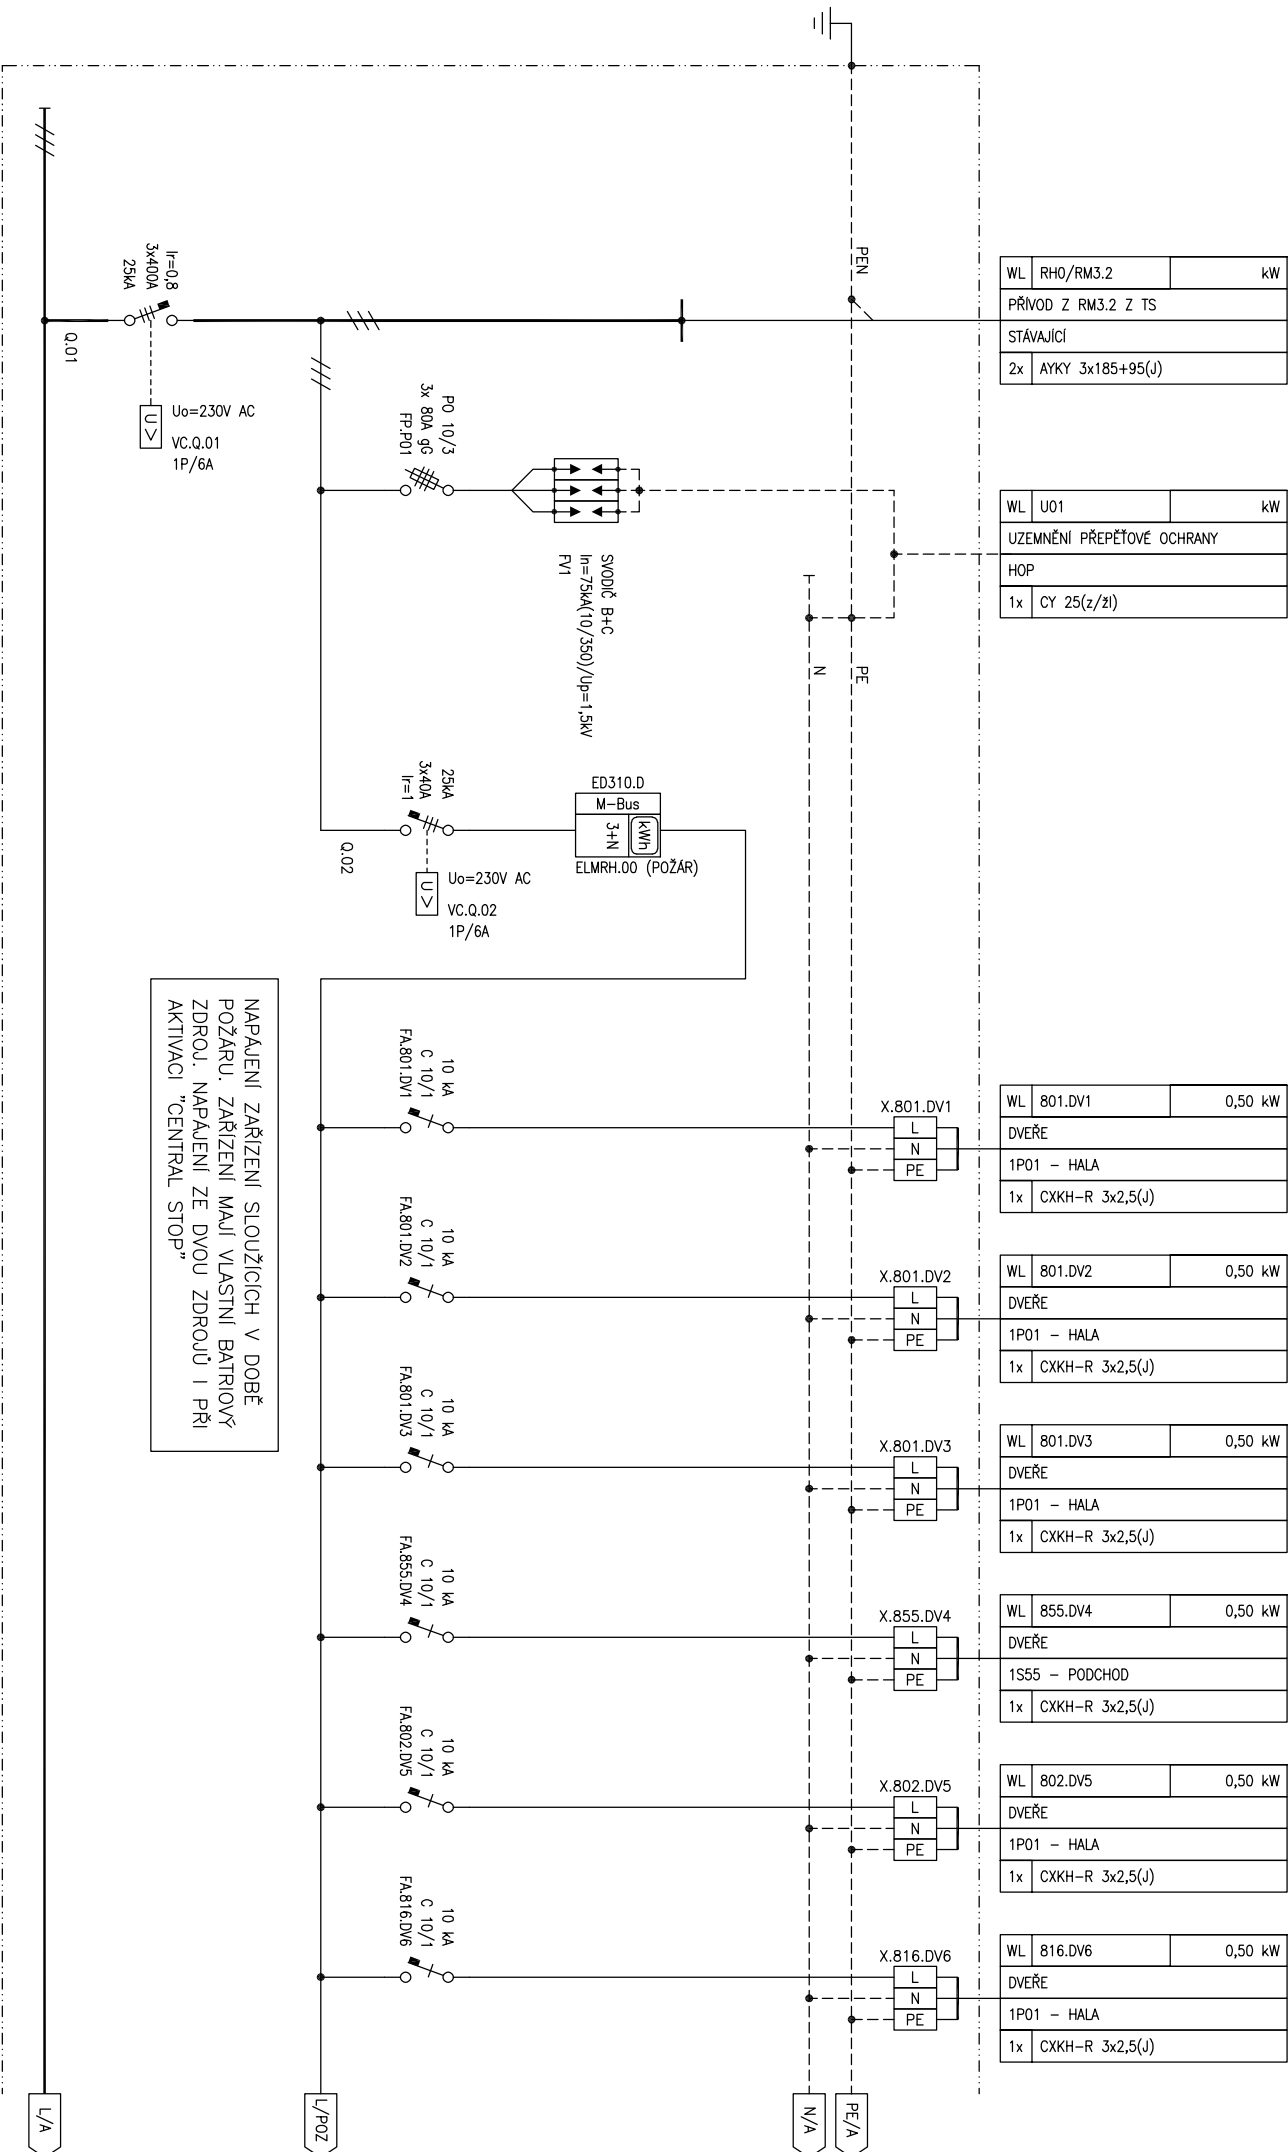 PEN
WL RH0/RM3.2 kW
PŘÍVOD Z RM3.2 Z TS
STÁVAJÍCÍ
2x AYKY 3x185+95(J)
Ir=0,8
3x400A
25kA
Q.01
U>
Uo=230V AC
VC.Q.01
1P/6A
PO 10/3
3x 80A gG
FP.P01
SVODIČ B+C
In=75kA(10/350)/Up=1,5kV
FV1
WL U01 kW
UZEMNĚNÍ PŘEPĚŤOVÉ OCHRANY
HOP
1x CY 25(z/žl)
N
PE
25kA
3x40A
Ir=1
Q.02
U>
Uo=230V AC
VC.Q.02
1P/6A
ED310.D
M-Bus
3+N
kWh
ELMRH.00 (POŽÁR)
NAPÁJENÍ ZAŘÍZENÍ SLOUŽÍCÍCH V DOBĚ
POŽÁRU. ZAŘÍZENÍ MAJÍ VLASTNÍ BATRIOVÝ
ZDROJ. NAPÁJENÍ ZE DVOU ZDROJŮ I PŘI
AKTIVACI "CENTRAL STOP"
10 kA
C 10/1
FA.801.DV1
X.801.DV1
L
N
PE
WL 801.DV1 0,50 kW
DVEŘE
1P01 - HALA
1x CXKH-R 3x2,5(J)
10 kA
C 10/1
FA.801.DV2
X.801.DV2
L
N
PE
WL 801.DV2 0,50 kW
DVEŘE
1P01 - HALA
1x CXKH-R 3x2,5(J)
10 kA
C 10/1
FA.801.DV3
X.801.DV3
L
N
PE
WL 801.DV3 0,50 kW
DVEŘE
1P01 - HALA
1x CXKH-R 3x2,5(J)
10 kA
C 10/1
FA.855.DV4
X.855.DV4
L
N
PE
WL 855.DV4 0,50 kW
DVEŘE
1S55 - PODCHOD
1x CXKH-R 3x2,5(J)
10 kA
C 10/1
FA.802.DV5
X.802.DV5
L
N
PE
WL 802.DV5 0,50 kW
DVEŘE
1P01 - HALA
1x CXKH-R 3x2,5(J)
10 kA
C 10/1
FA.816.DV6
X.816.DV6
L
N
PE
WL 816.DV6 0,50 kW
DVEŘE
1P01 - HALA
1x CXKH-R 3x2,5(J)
L/A
L/POZ
N/A
PE/A